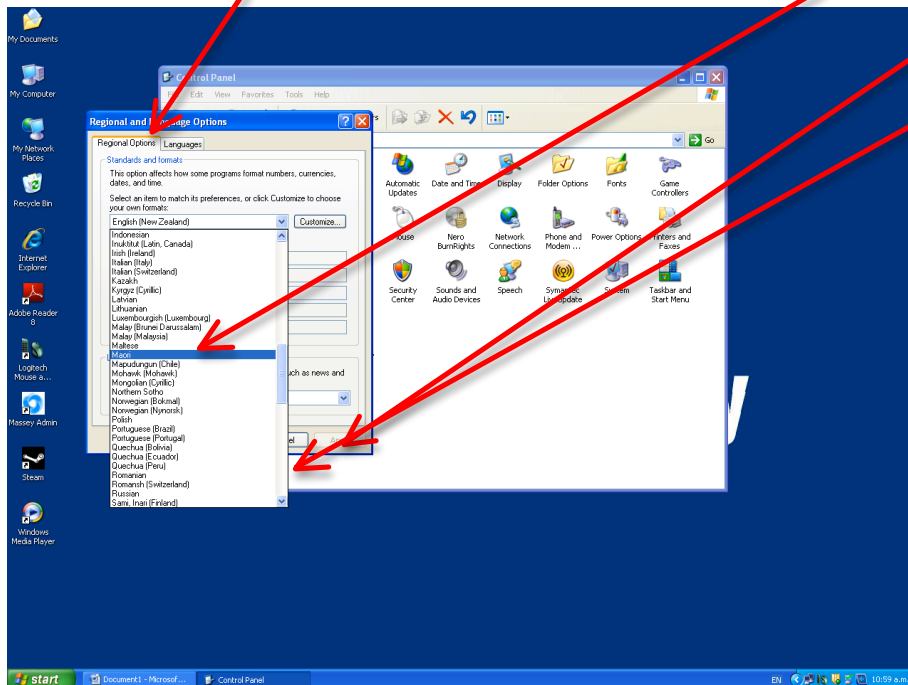 My Documents
My Computer
My Network
Places
Recycle Bin
Internet
Explorer
Adobe Reader
8
Logitech
Mouse a...
Massey Admin
Steam
Windows
Media Player
Control Panel
Edit View Favorites Tools Help
Go
Regional and Language Options
Regional Options Languages
Standards and formats
This option affects how some programs format numbers, currencies,
dates, and time.
Select an item to match its preferences, or click Customize to choose
your own formats:
English (New Zealand) Customize...
Indonesian
Inuktitut (Latin, Canada)
Irish (Ireland)
Italian (Italy)
Italian (Switzerland)
Kazakh
Kyrgyz (Cyrillic)
Latvian
Lithuanian
Luxembourgish (Luxembourg)
Malay (Brunei Darussalam)
Malay (Malaysia)
Maltese
Maori
Mapudungun (Chile)
Mohawk (Mohawk)
Mongolian (Cyrillic)
Northern Sotho
Norwegian (Bokmal)
Norwegian (Nynorsk)
Polish
Portuguese (Brazil)
Portuguese (Portugal)
Quechua (Bolivia)
Quechua (Ecuador)
Quechua (Peru)
Romanian
Romansh (Switzerland)
Russian
Sami, Inari (Finland)
such as news and
Automatic
Updates
Date and Time
Display
Folder Options
Fonts
Game
Controllers
Mouse
Nero
BurnRights
Network
Connections
Phone and
Modem ...
Power Options
Printers and
Faxes
Security
Center
Sounds and
Audio Devices
Speech
Symantec
LiveUpdate
System
Taskbar and
Start Menu
start
Document1 - Microsof...
Control Panel
EN
10:59 a.m.